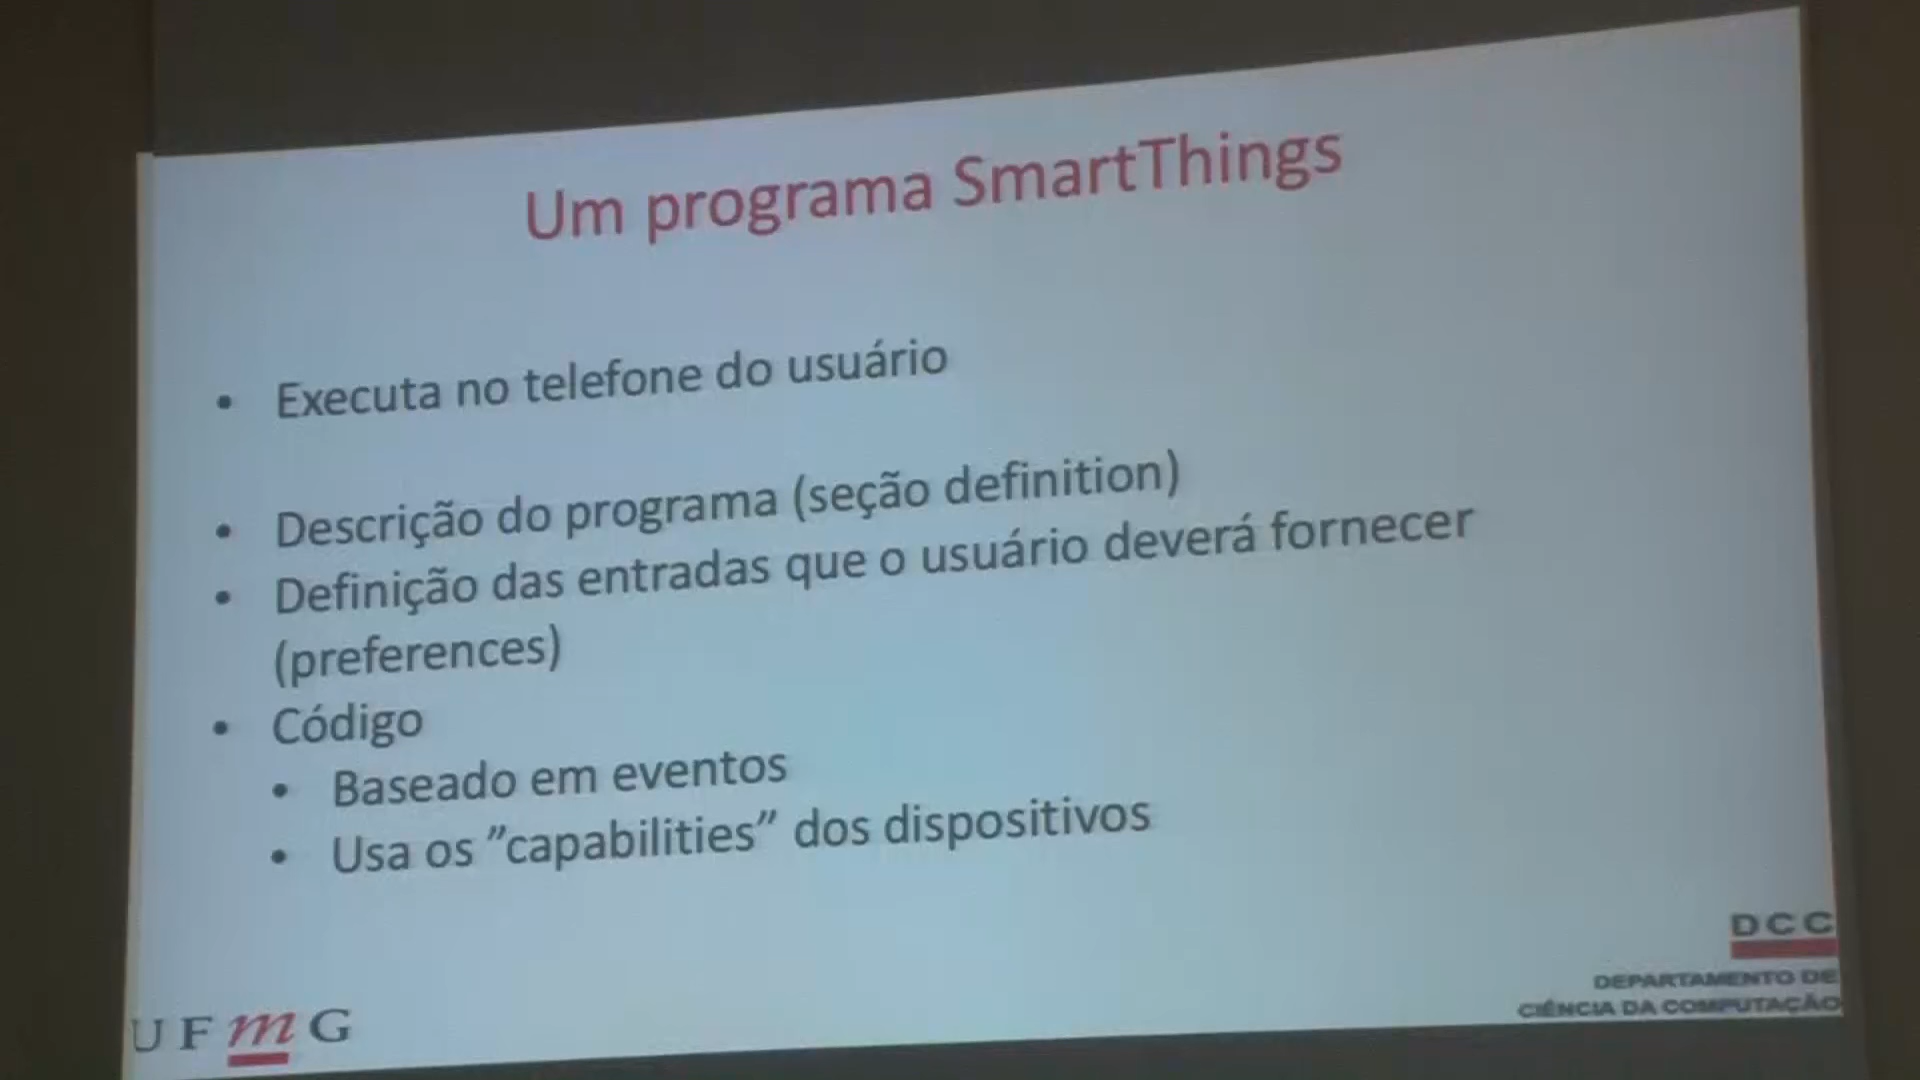 Um programa SmartThings
• Executa no telefone do usuário
• Descrição do programa (seção definition)
• Definição das entradas que o usuário deverá fornecer
(preferences)
• Código
• Baseado em eventos
• Usa os ”capabilities” dos dispositivos
DCC
DEPARTAMENTO DE
CIÊNCIA DA COMPUTAÇÃO
UFmG